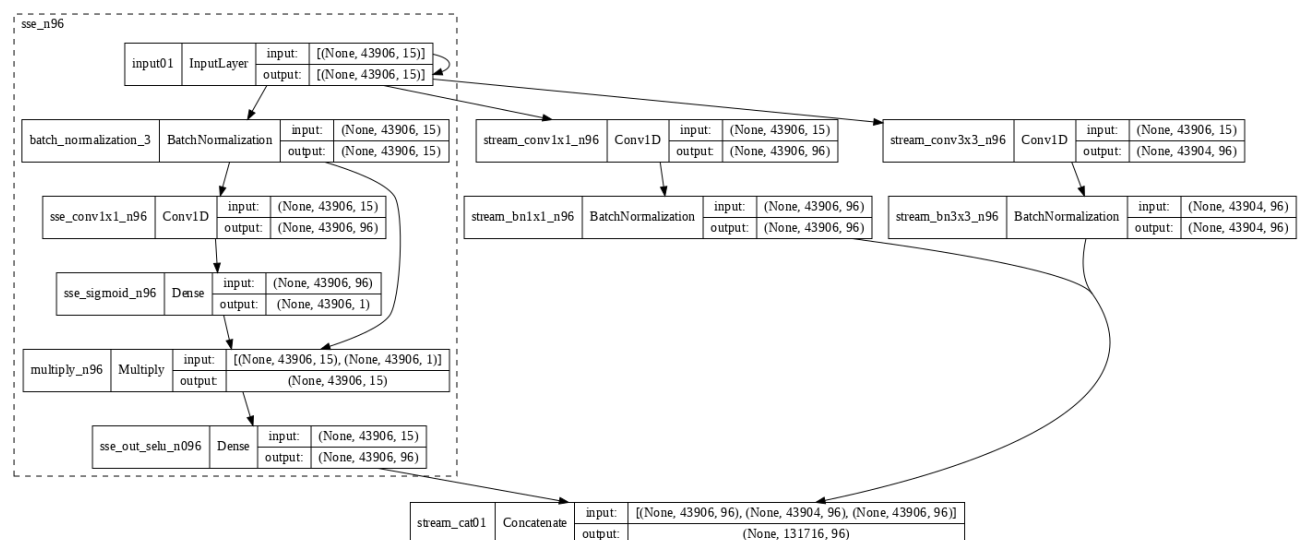 sse_n96
input01 InputLayer input: [(None, 43906, 15)]
output: [(None, 43906, 15)]
batch_normalization_3 BatchNormalization input: (None, 43906, 15)
output: (None, 43906, 15)
stream_conv1x1_n96 Conv1D input: (None, 43906, 15)
output: (None, 43906, 96)
stream_conv3x3_n96 Conv1D input: (None, 43906, 15)
output: (None, 43904, 96)
sse_conv1x1_n96 Conv1D input: (None, 43906, 15)
output: (None, 43906, 96)
stream_bn1x1_n96 BatchNormalization input: (None, 43906, 96)
output: (None, 43906, 96)
stream_bn3x3_n96 BatchNormalization input: (None, 43904, 96)
output: (None, 43904, 96)
sse_sigmoid_n96 Dense input: (None, 43906, 96)
output: (None, 43906, 1)
multiply_n96 Multiply input: [(None, 43906, 15), (None, 43906, 1)]
output: (None, 43906, 15)
sse_out_selu_n096 Dense input: (None, 43906, 15)
output: (None, 43906, 96)
stream_cat01 Concatenate input: [(None, 43906, 96), (None, 43904, 96), (None, 43906, 96)]
output: (None, 131716, 96)